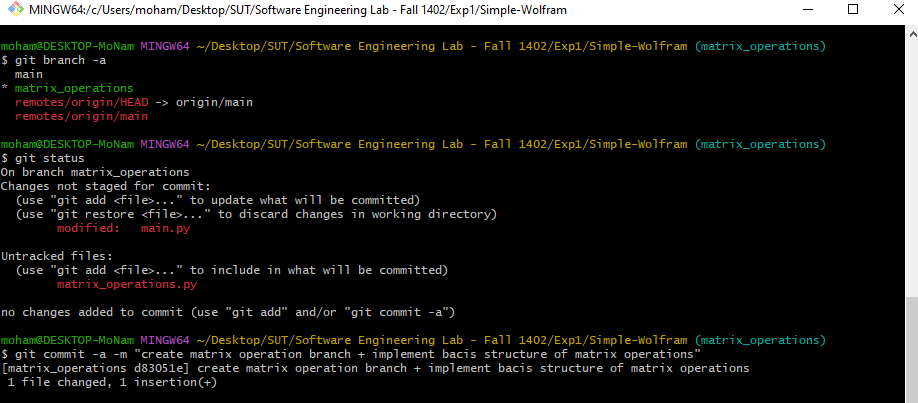 MINGW64:/c/Users/moham/Desktop/SUT/Software Engineering Lab - Fall 1402/Exp1/Simple-Wolfram
moham@DESKTOP-MoNam MINGW64 ~/Desktop/SUT/Software Engineering Lab - Fall 1402/Exp1/Simple-Wolfram (matrix_operations)
$ git branch -a
  main
* matrix_operations
  remotes/origin/HEAD -> origin/main
  remotes/origin/main
moham@DESKTOP-MoNam MINGW64 ~/Desktop/SUT/Software Engineering Lab - Fall 1402/Exp1/Simple-Wolfram (matrix_operations)
$ git status
On branch matrix_operations
Changes not staged for commit:
  (use "git add <file>..." to update what will be committed)
  (use "git restore <file>..." to discard changes in working directory)
        modified:   main.py
Untracked files:
  (use "git add <file>..." to include in what will be committed)
        matrix_operations.py
no changes added to commit (use "git add" and/or "git commit -a")
moham@DESKTOP-MoNam MINGW64 ~/Desktop/SUT/Software Engineering Lab - Fall 1402/Exp1/Simple-Wolfram (matrix_operations)
$ git commit -a -m "create matrix operation branch + implement bacis structure of matrix operations"
[matrix_operations d83051e] create matrix operation branch + implement bacis structure of matrix operations
 1 file changed, 1 insertion(+)